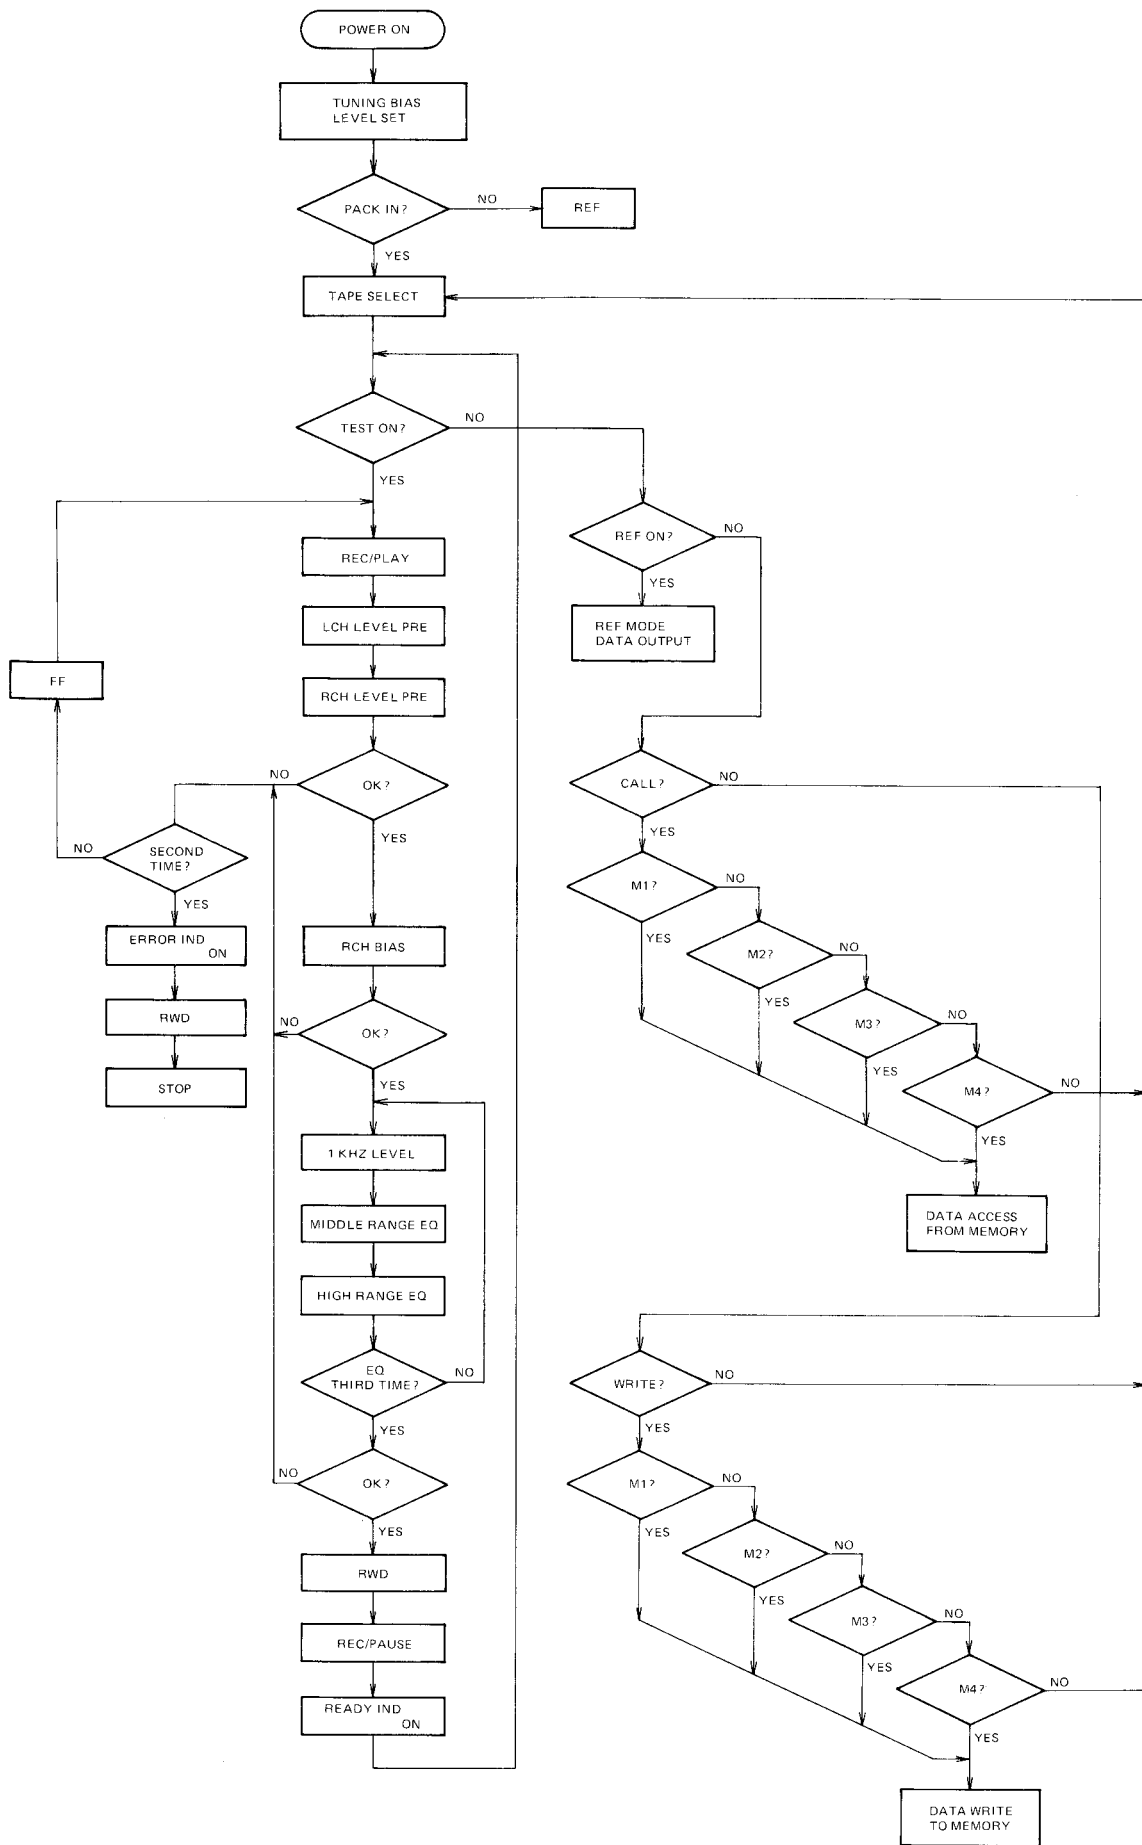 POWER ON
TUNING BIAS
LEVEL SET
PACK IN?
NO
REF
YES
TAPE SELECT
TEST ON?
NO
YES
REF ON?
NO
YES
REF MODE
DATA OUTPUT
REC/PLAY
LCH LEVEL PRE
RCH LEVEL PRE
FF
OK?
NO
YES
SECOND
TIME?
NO
YES
ERROR IND
ON
RWD
STOP
RCH BIAS
OK?
NO
YES
1 KHZ LEVEL
MIDDLE RANGE EQ
HIGH RANGE EQ
EQ
THIRD TIME?
NO
YES
OK?
NO
YES
RWD
REC/PAUSE
READY IND
ON
CALL?
NO
YES
M1?
NO
YES
M2?
NO
YES
M3?
NO
YES
M4?
NO
YES
DATA ACCESS
FROM MEMORY
WRITE?
NO
YES
M1?
NO
YES
M2?
NO
YES
M3?
NO
YES
M4?
NO
YES
DATA WRITE
TO MEMORY